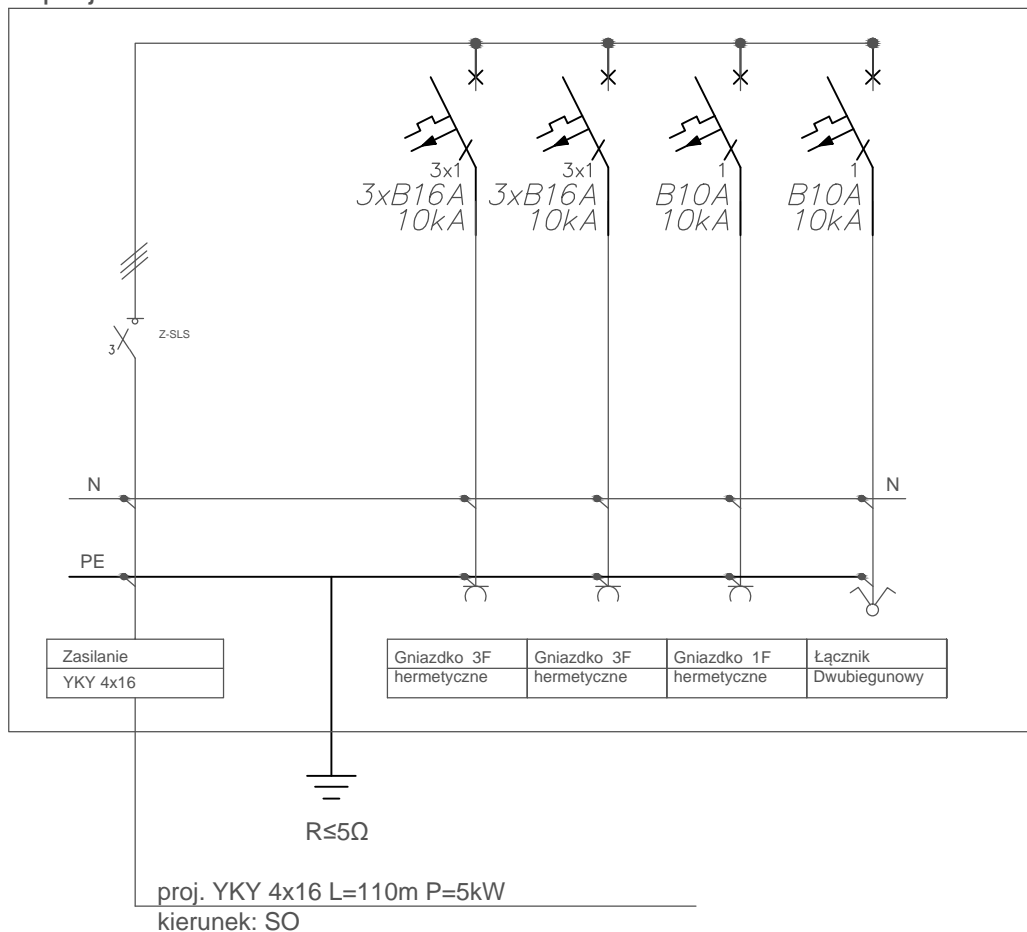 3x1
3xB16A
10kA
3x1
3xB16A
10kA
1
B10A
10kA
1
B10A
10kA
Z-SLS
3
N
N
PE
Zasilanie
YKY 4x16
Gniazdko 3F
hermetyczne
Gniazdko 3F
hermetyczne
Gniazdko 1F
hermetyczne
Łącznik
Dwubiegunowy
R≤5Ω
proj. YKY 4x16 L=110m P=5kW
kierunek: SO